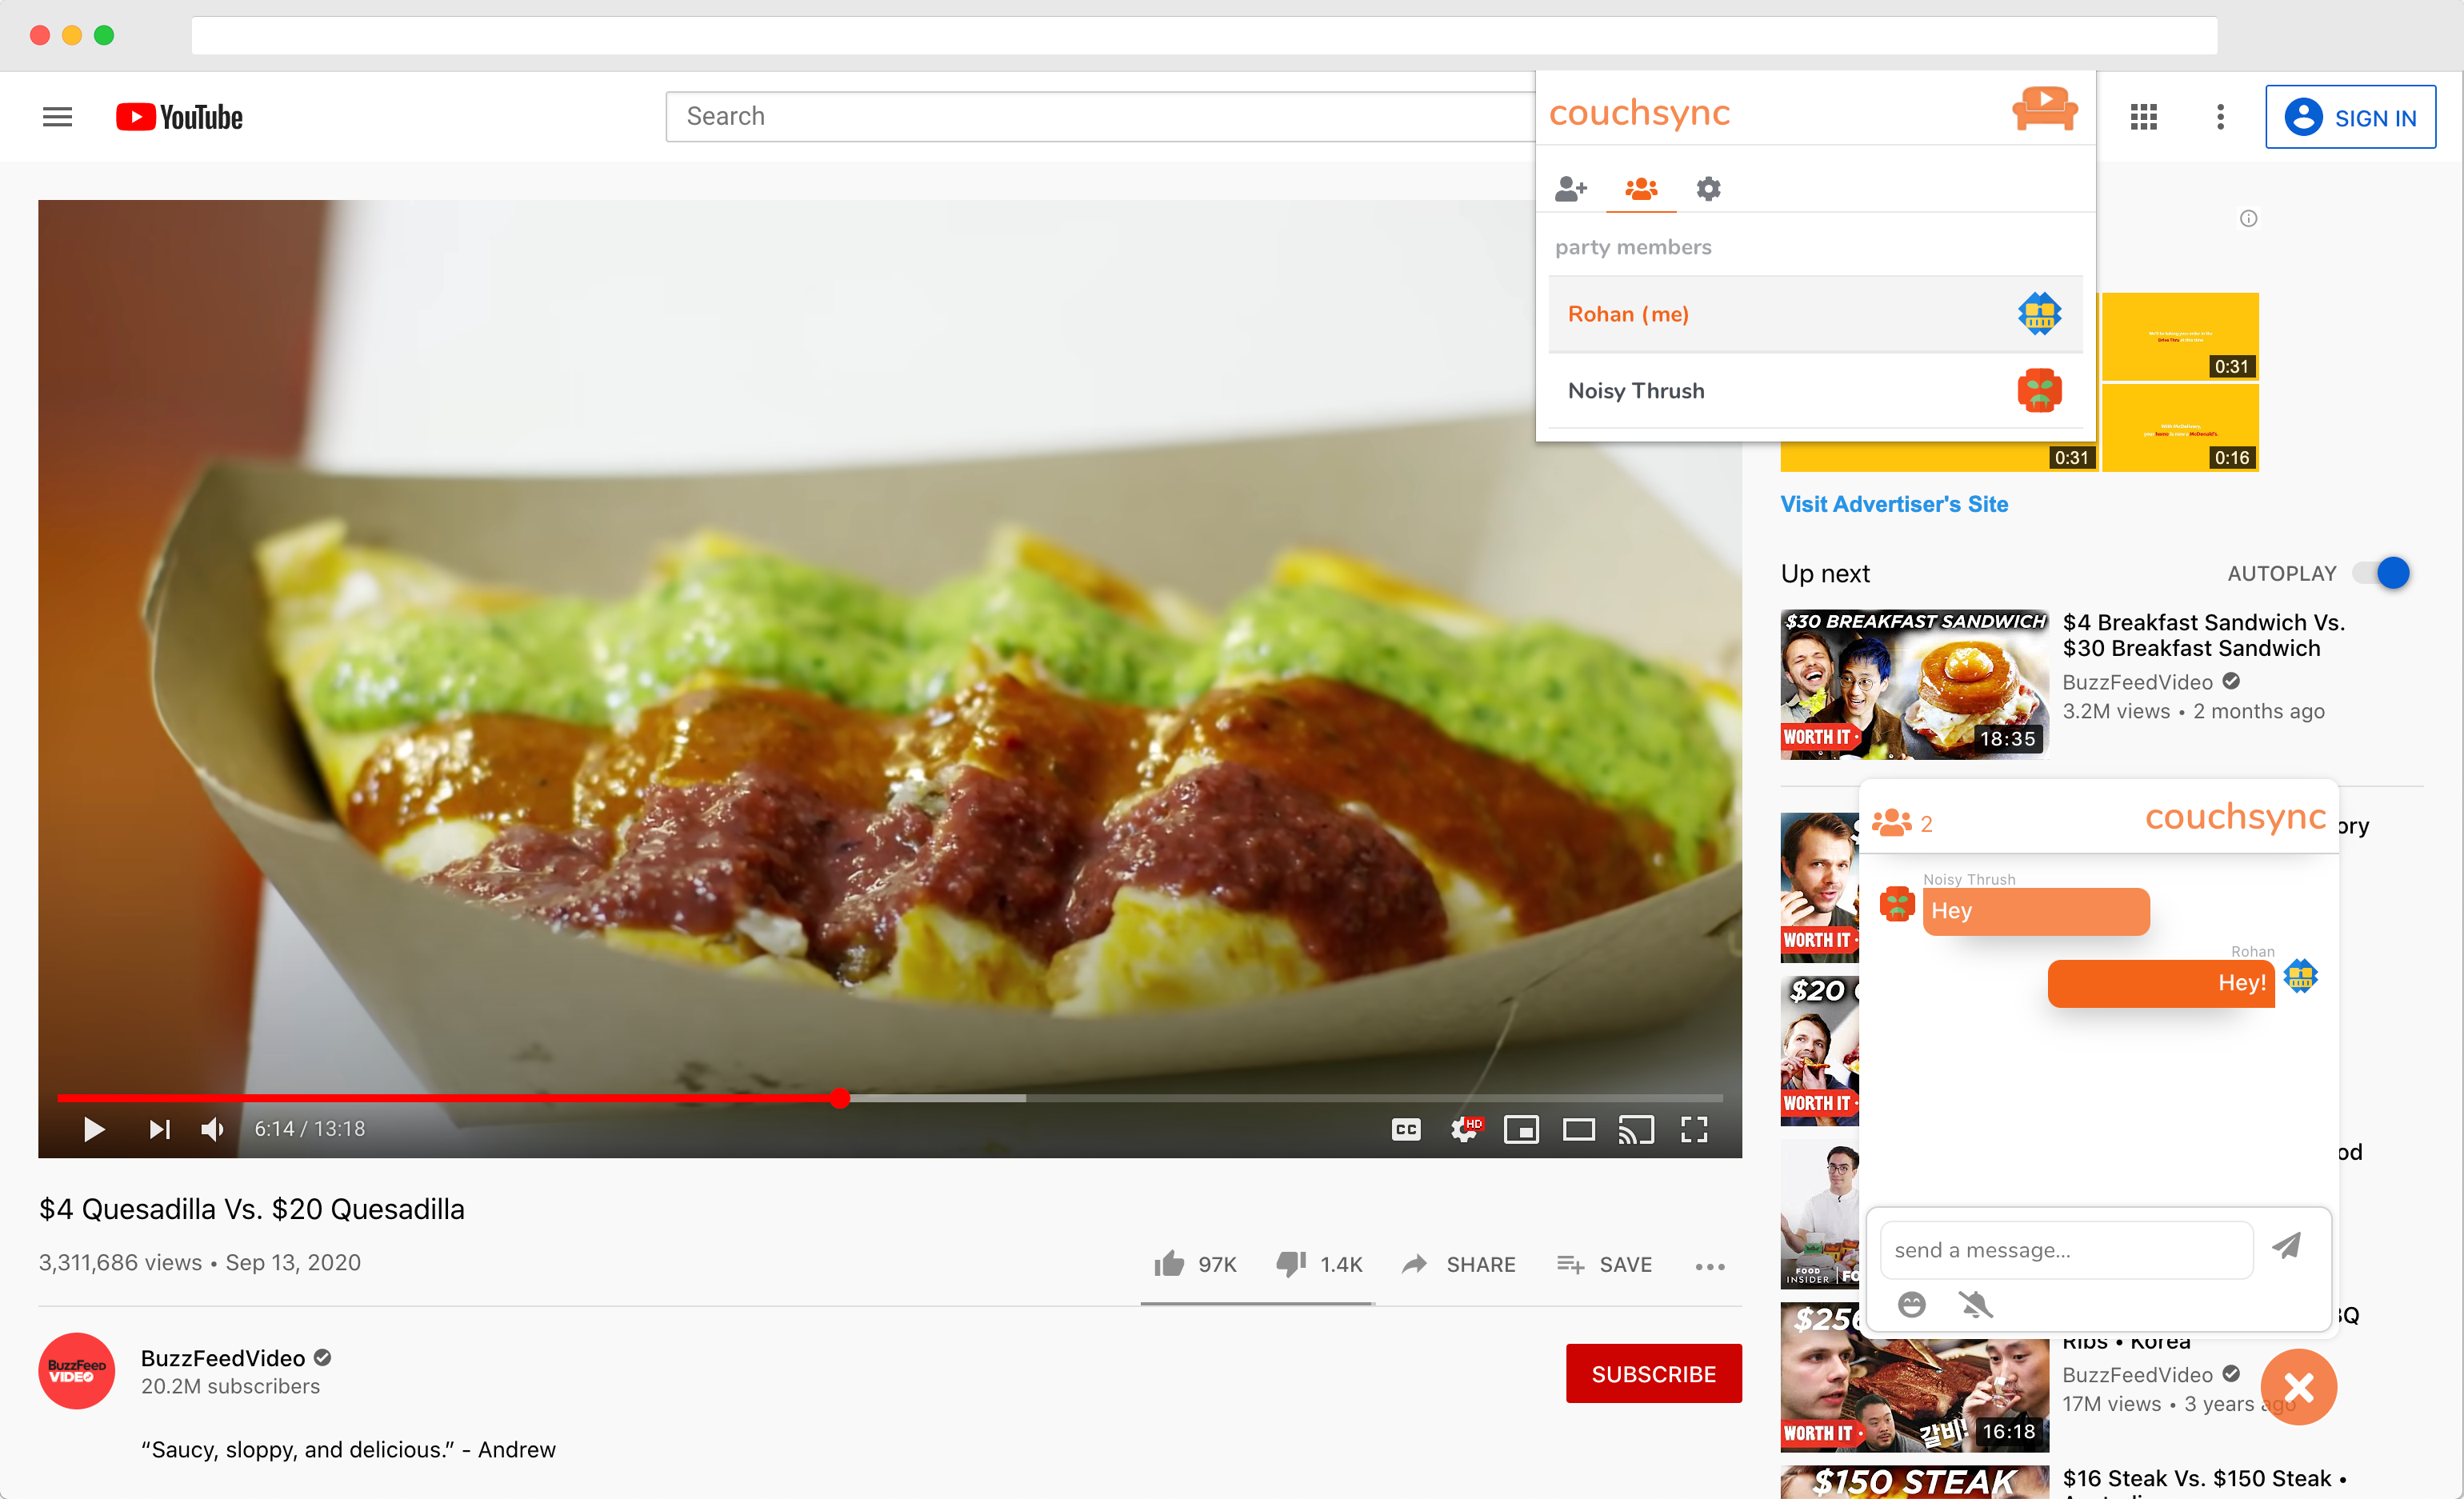 YouTube
Search
SIGN IN
couchsync
party members
Rohan (me)
Noisy Thrush
0:31
0:31
0:16
Visit Advertiser's Site
Up next
AUTOPLAY
$30 BREAKFAST SANDWICH
WORTH IT
18:35
$4 Breakfast Sandwich Vs.
$30 Breakfast Sandwich
BuzzFeedVideo
3.2M views • 2 months ago
couchsync
2
ory
Noisy Thrush
Hey
Rohan
Hey!
WORTH IT
$20
WORTH IT
od
FOOD
INSIDER
send a message...
$256
BQ
Ribs • Korea
BuzzFeedVideo
17M views • 3 years ago
WORTH IT
갈비!
16:18
$150 STEAK
$16 Steak Vs. $150 Steak •
6:14 / 13:18
CC
HD
$4 Quesadilla Vs. $20 Quesadilla
3,311,686 views • Sep 13, 2020
97K
1.4K
SHARE
SAVE
BuzzFeed
VIDEO
BuzzFeedVideo
20.2M subscribers
SUBSCRIBE
“Saucy, sloppy, and delicious.” - Andrew